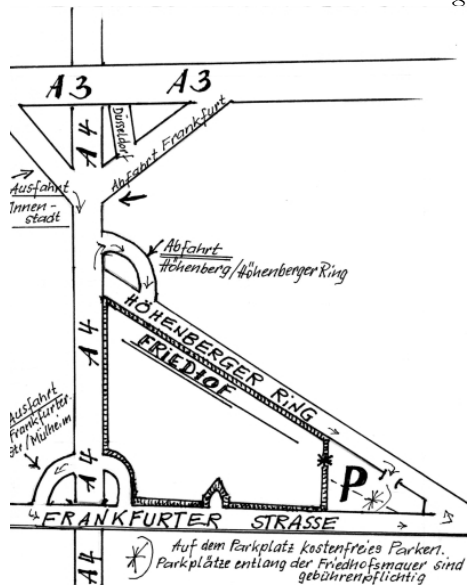 A3 A3
A4
Düsseldorf
Abfahrt Frankfurt
Ausfahrt
Innen-
stadt
Abfahrt
Höhenberg/Höhenberger Ring
HÖHENBERGER RING
FRIEDHOF
A4
Ausfahrt
Frankfurter
Str/Mülheim
A4
P
FRANKFURTER STRASSE
A4
Auf dem Parkplatz kostenfreies Parken.
Parkplätze entlang der Friedhofsmauer sind
gebührenpflichtig